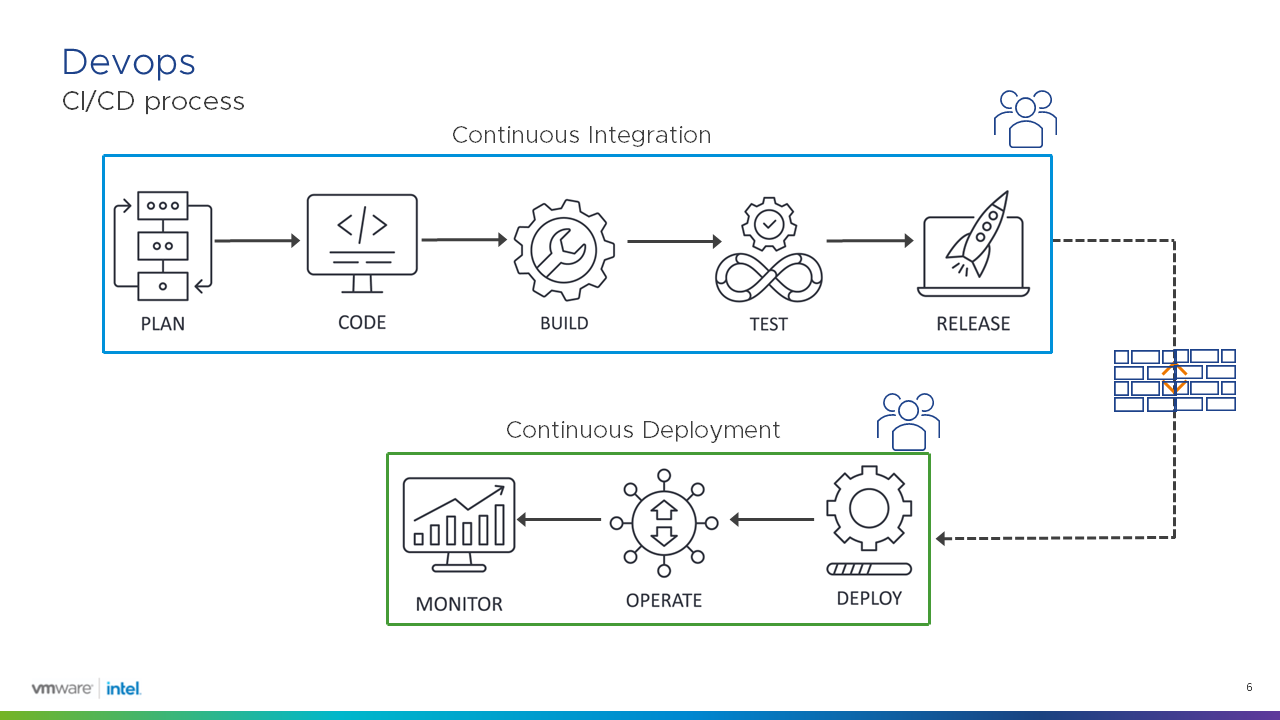 Devops
CI/CD process
Continuous Integration
</>
PLAN
CODE
BUILD
TEST
RELEASE
Continuous Deployment
MONITOR
OPERATE
DEPLOY
vmware® | intel.
6